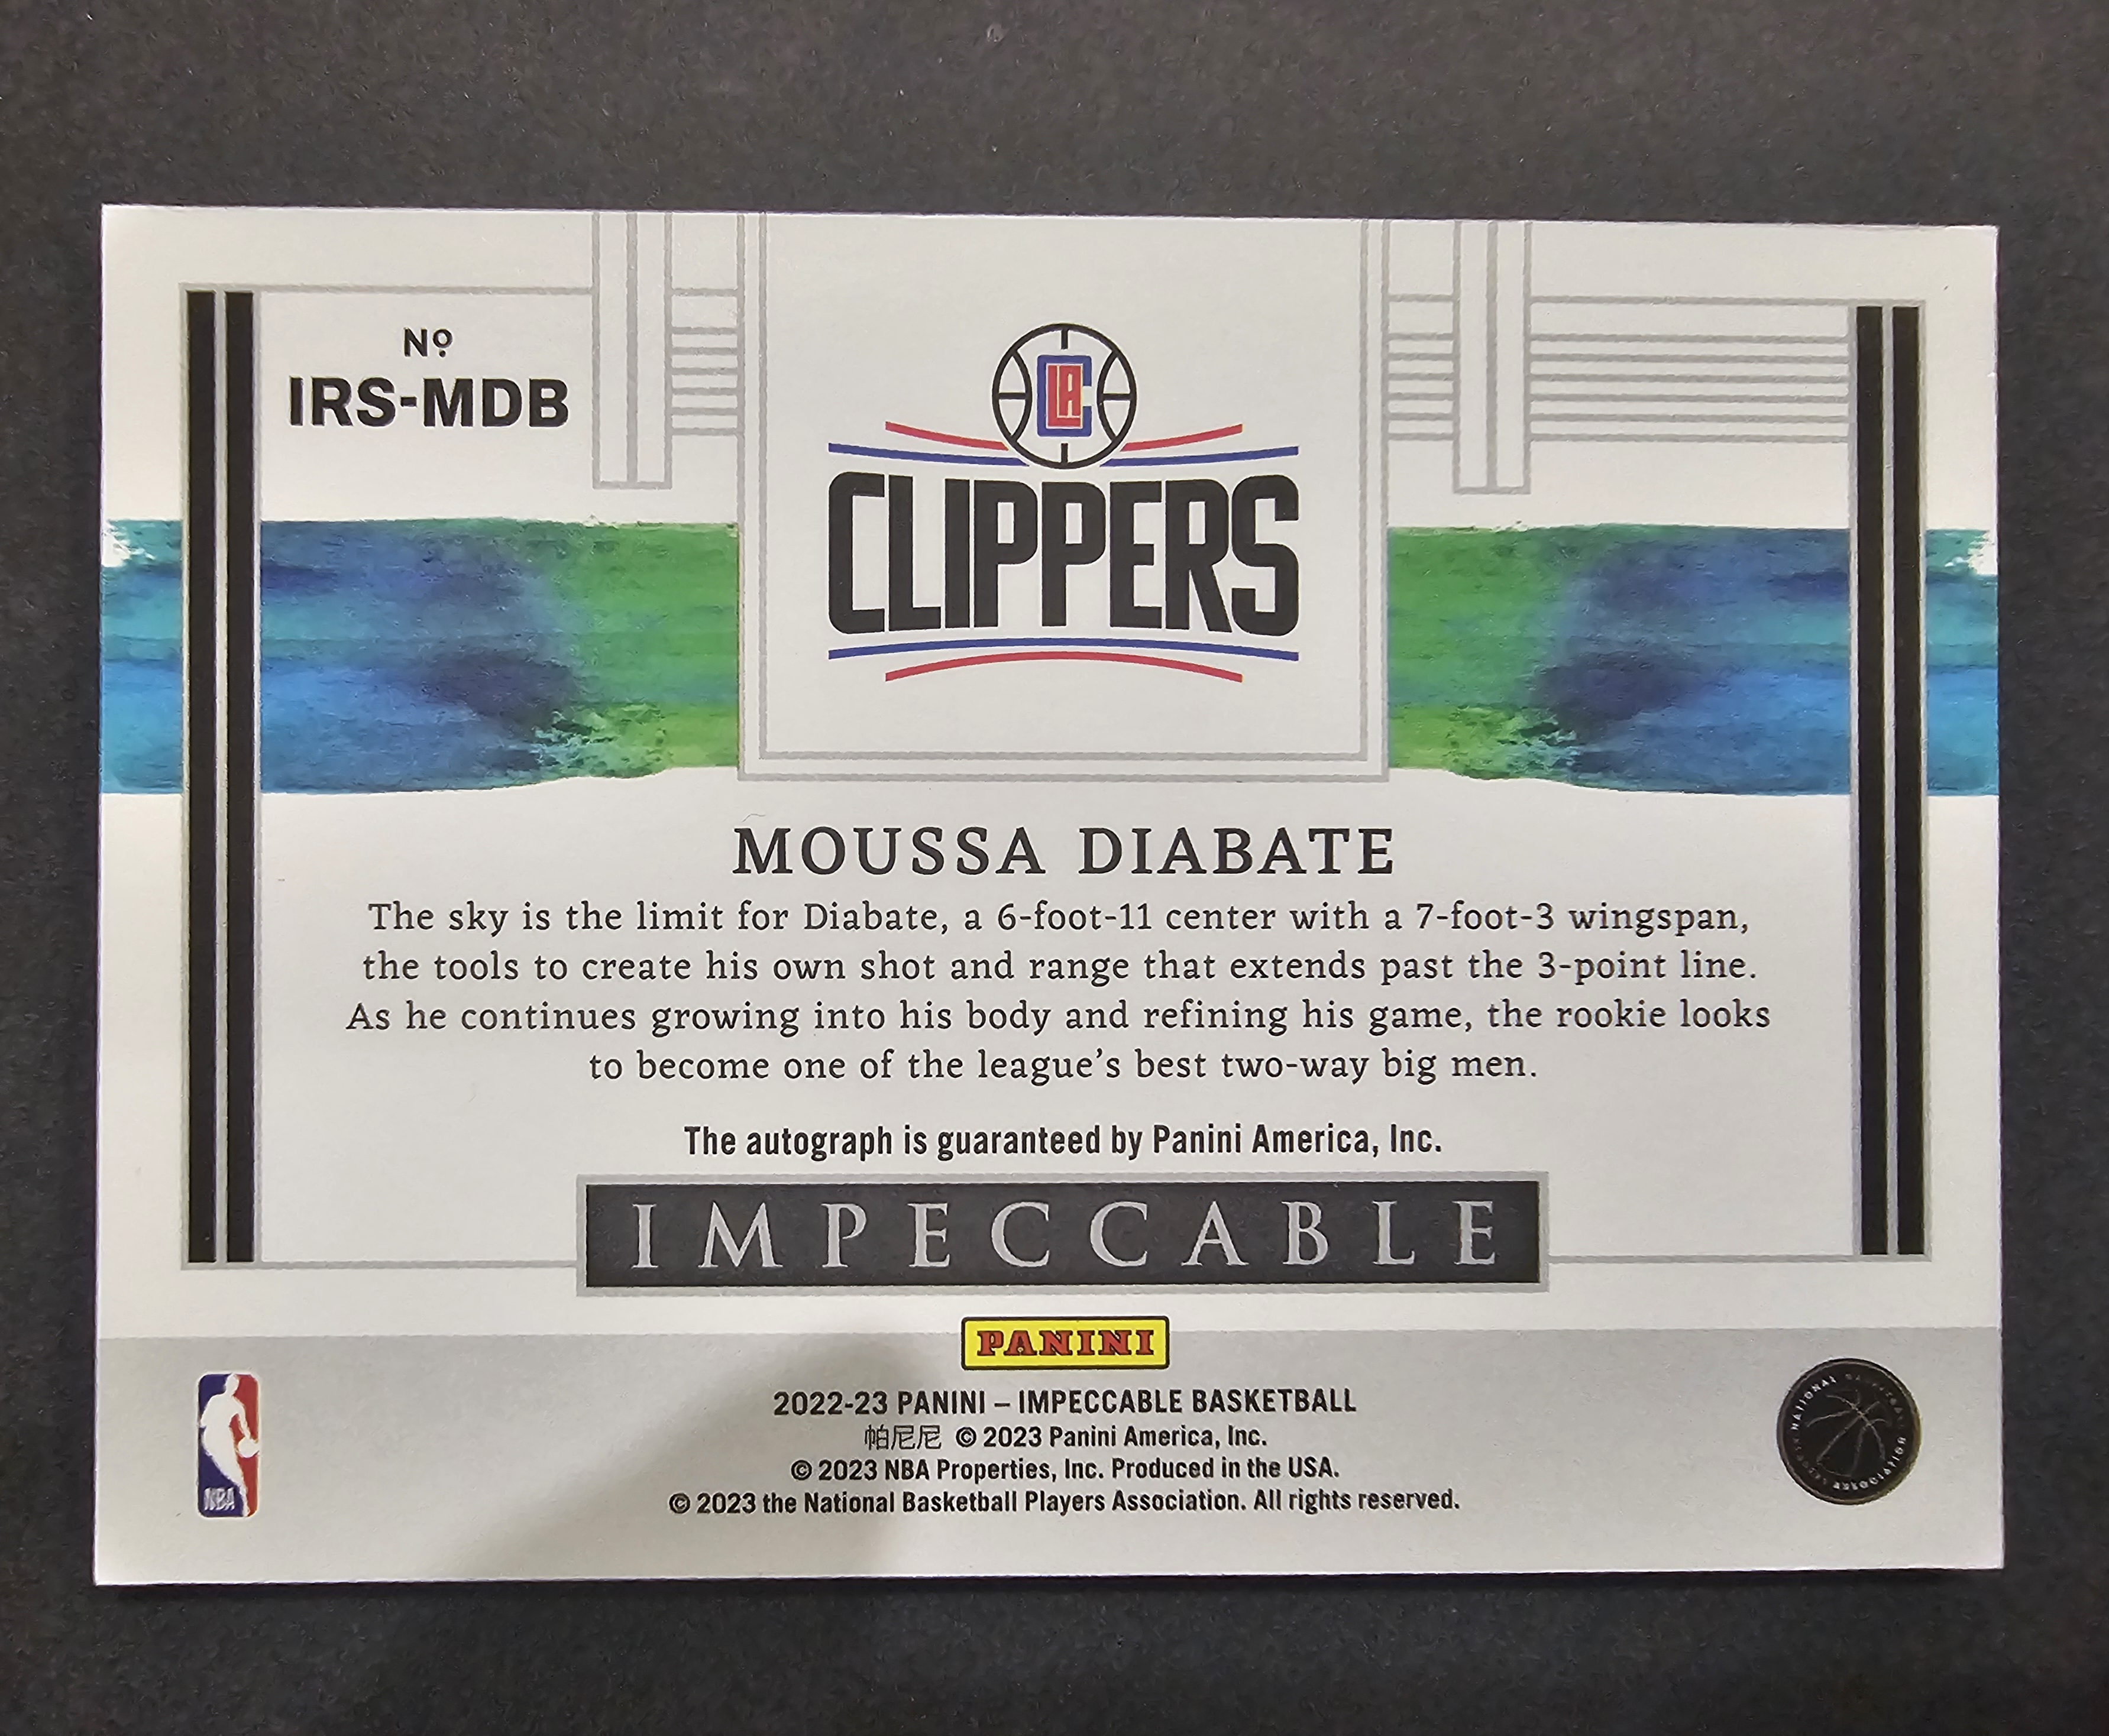 Nº
IRS-MDB
LA
CLIPPERS
MOUSSA DIABATE
The sky is the limit for Diabate, a 6-foot-11 center with a 7-foot-3 wingspan,
the tools to create his own shot and range that extends past the 3-point line.
As he continues growing into his body and refining his game, the rookie looks
to become one of the league's best two-way big men.
The autograph is guaranteed by Panini America, Inc.
IMPECCABLE
PANINI
2022-23 PANINI – IMPECCABLE BASKETBALL
帕尼尼 © 2023 Panini America, Inc.
© 2023 NBA Properties, Inc. Produced in the USA.
© 2023 the National Basketball Players Association. All rights reserved.
NBA
NATIONAL BASKETBALL PLAYERS ASSOCIATION